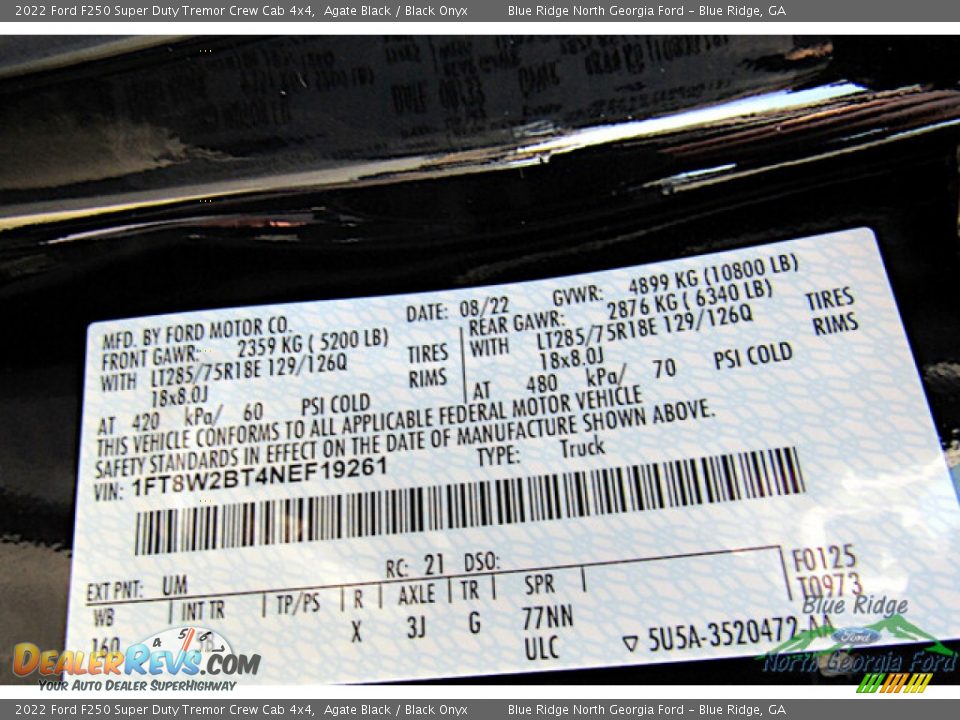 2022 Ford F250 Super Duty Tremor Crew Cab 4x4, Agate Black / Black Onyx Blue Ridge North Georgia Ford – Blue Ridge, GA
MFD. BY FORD MOTOR CO. DATE: 08/22 GVWR: 4899 KG (10800 LB)
FRONT GAWR: 2359 KG ( 5200 LB) REAR GAWR: 2876 KG ( 6340 LB)
WITH LT285/75R18E 129/126Q TIRES WITH LT285/75R18E 129/126Q TIRES
18x8.0J RIMS 18x8.0J RIMS
AT 420 kPa/ 60 PSI COLD AT 480 kPa/ 70 PSI COLD
THIS VEHICLE CONFORMS TO ALL APPLICABLE FEDERAL MOTOR VEHICLE
SAFETY STANDARDS IN EFFECT ON THE DATE OF MANUFACTURE SHOWN ABOVE.
VIN: 1FT8W2BT4NEF19261 TYPE: Truck
EXT PNT: UM RC: 21 DSO: F0125
WB INT TR TP/PS R AXLE TR SPR T0973
160 X 3J G 77NN
ULC 5U5A-3520472 AA
DealerRevs.com
Your Auto Dealer SuperHighway
Blue Ridge
Ford
North Georgia Ford
2022 Ford F250 Super Duty Tremor Crew Cab 4x4, Agate Black / Black Onyx Blue Ridge North Georgia Ford – Blue Ridge, GA